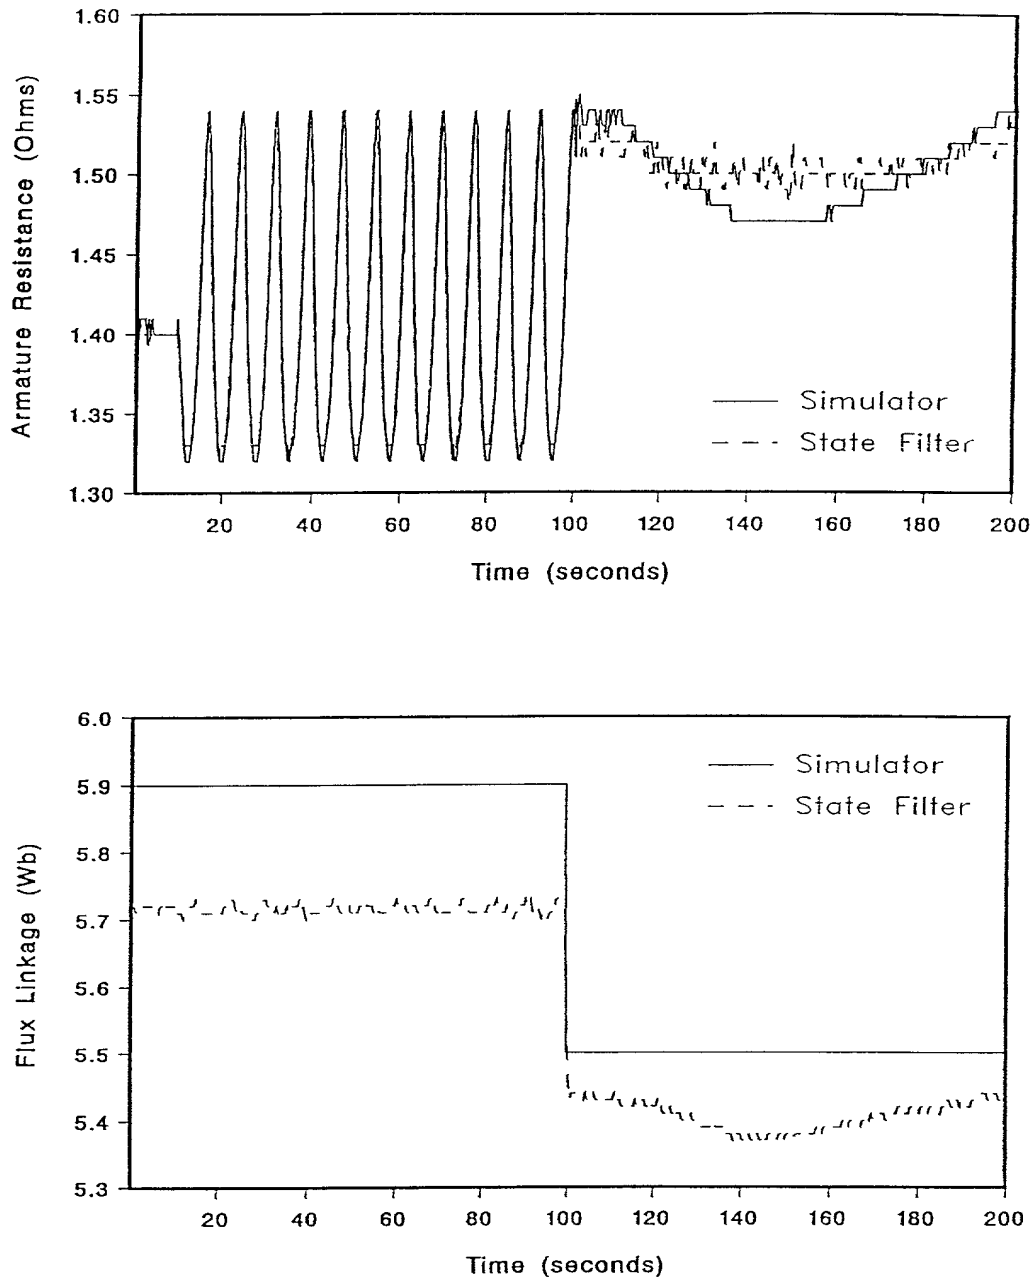 1.60
1.55
1.50
1.45
1.40
1.35
1.30
Armature Resistance (Ohms)
Simulator
State Filter
20 40 60 80 100 120 140 160 180 200
Time (seconds)
6.0
5.9
5.8
5.7
5.6
5.5
5.4
5.3
Flux Linkage (Wb)
Simulator
State Filter
20 40 60 80 100 120 140 160 180 200
Time (seconds)